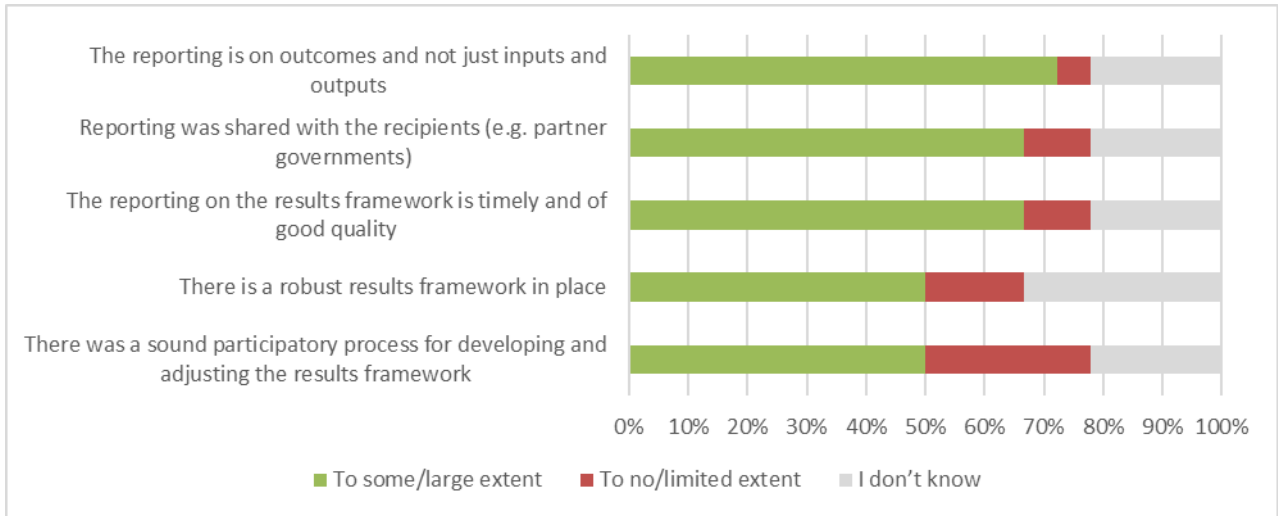 The reporting is on outcomes and not just inputs and
outputs
Reporting was shared with the recipients (e.g. partner
governments)
The reporting on the results framework is timely and of
good quality
There is a robust results framework in place
There was a sound participatory process for developing and
adjusting the results framework
0% 10% 20% 30% 40% 50% 60% 70% 80% 90% 100%
To some/large extent To no/limited extent I don’t know